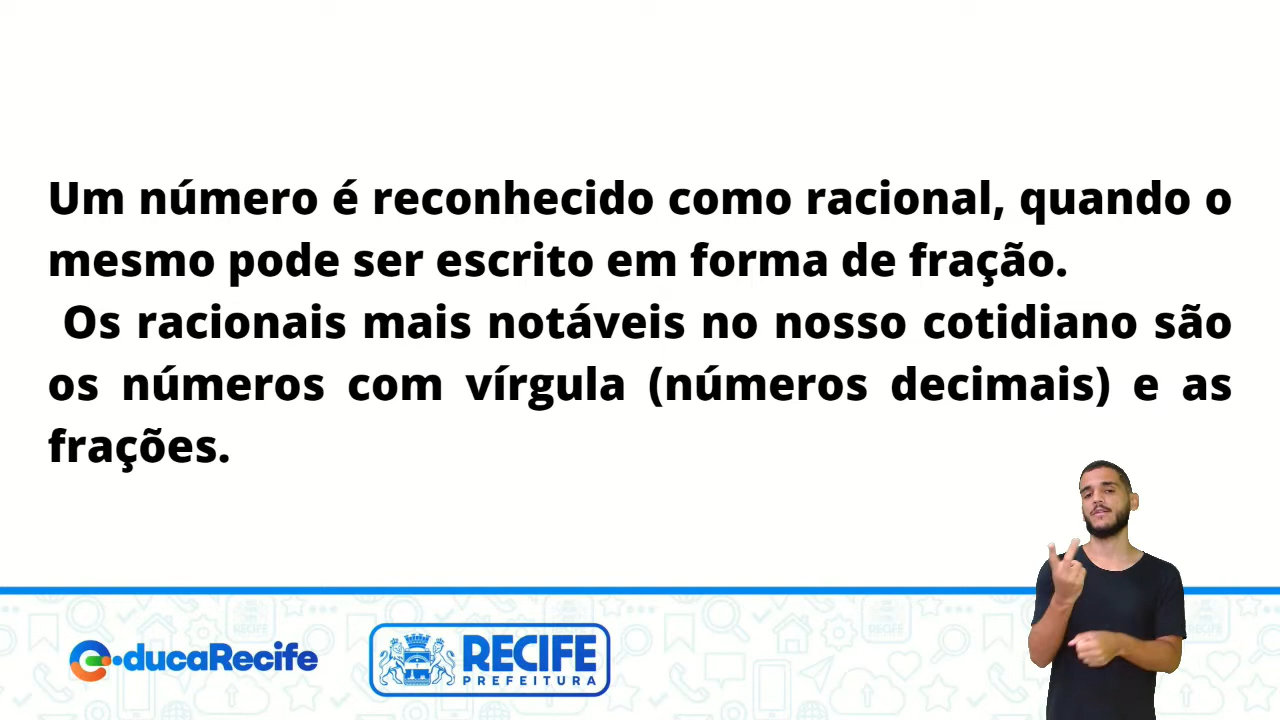 Um número é reconhecido como racional, quando o
mesmo pode ser escrito em forma de fração.
Os racionais mais notáveis no nosso cotidiano são
os números com vírgula (números decimais) e as
frações.
educaRecife
RECIFE
PREFEITURA